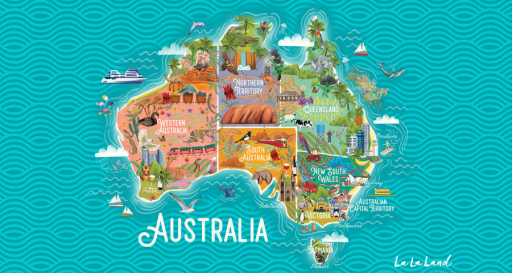 NORTHERN
TERRITORY
QUEENSLAND
WESTERN
AUSTRALIA
SOUTH
AUSTRALIA
Brisbane
NEW SOUTH
WALES
AUSTRALIAN
CAPITAL TERRITORY
VICTORIA
TASMANIA
AUSTRALIA
La La Land